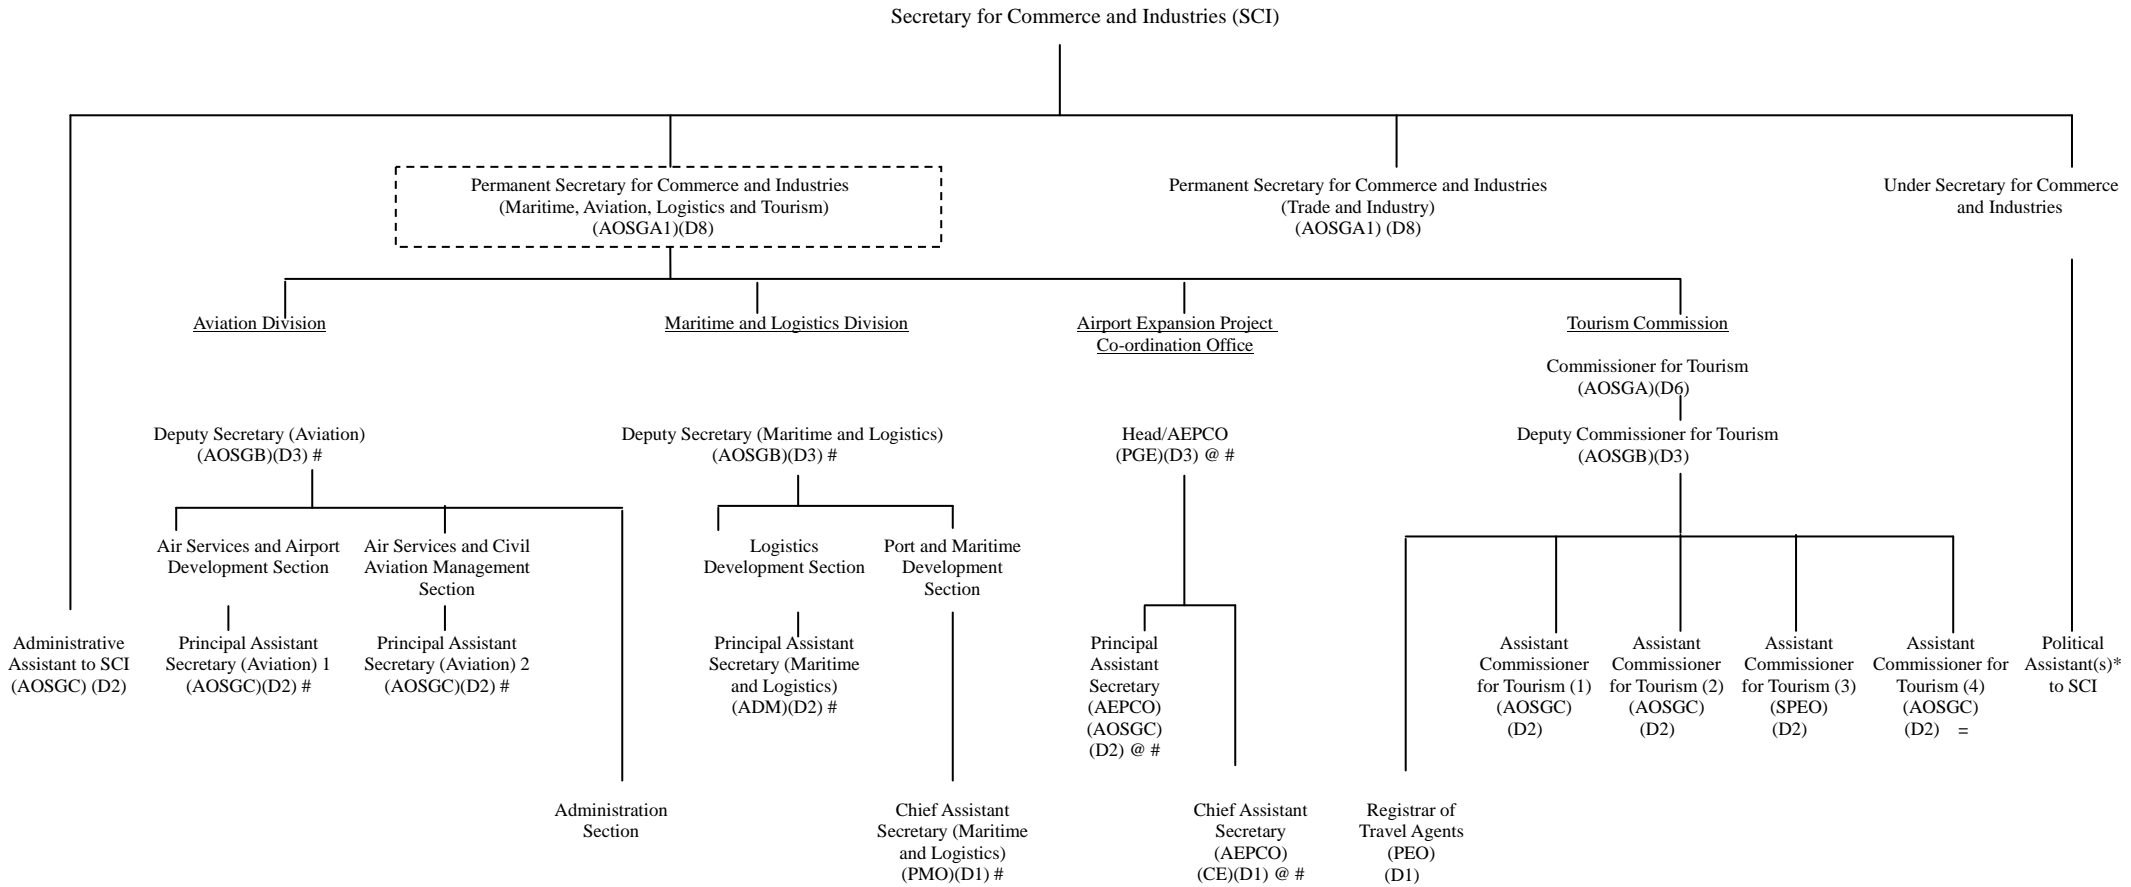 Secretary for Commerce and Industries (SCI)
Permanent Secretary for Commerce and Industries
(Maritime, Aviation, Logistics and Tourism)
(AOSGA1)(D8)
Permanent Secretary for Commerce and Industries
(Trade and Industry)
(AOSGA1) (D8)
Under Secretary for Commerce
and Industries
Aviation Division
Maritime and Logistics Division
Airport Expansion Project
Co-ordination Office
Tourism Commission
Commissioner for Tourism
(AOSGA)(D6)
Deputy Secretary (Aviation)
(AOSGB)(D3) #
Deputy Secretary (Maritime and Logistics)
(AOSGB)(D3) #
Head/AEPCO
(PGE)(D3) @ #
Deputy Commissioner for Tourism
(AOSGB)(D3)
Air Services and Airport
Development Section
Air Services and Civil
Aviation Management
Section
Logistics
Development Section
Port and Maritime
Development
Section
Administrative
Assistant to SCI
(AOSGC) (D2)
Principal Assistant
Secretary (Aviation) 1
(AOSGC)(D2) #
Principal Assistant
Secretary (Aviation) 2
(AOSGC)(D2) #
Principal Assistant
Secretary (Maritime
and Logistics)
(ADM)(D2) #
Principal
Assistant
Secretary
(AEPCO)
(AOSGC)
(D2) @ #
Assistant
Commissioner
for Tourism (1)
(AOSGC)
(D2)
Assistant
Commissioner
for Tourism (2)
(AOSGC)
(D2)
Assistant
Commissioner
for Tourism (3)
(SPEO)
(D2)
Assistant
Commissioner for
Tourism (4)
(AOSGC)
(D2) =
Political
Assistant(s)*
to SCI
Administration
Section
Chief Assistant
Secretary (Maritime
and Logistics)
(PMO)(D1) #
Chief Assistant
Secretary
(AEPCO)
(CE)(D1) @ #
Registrar of
Travel Agents
(PEO)
(D1)